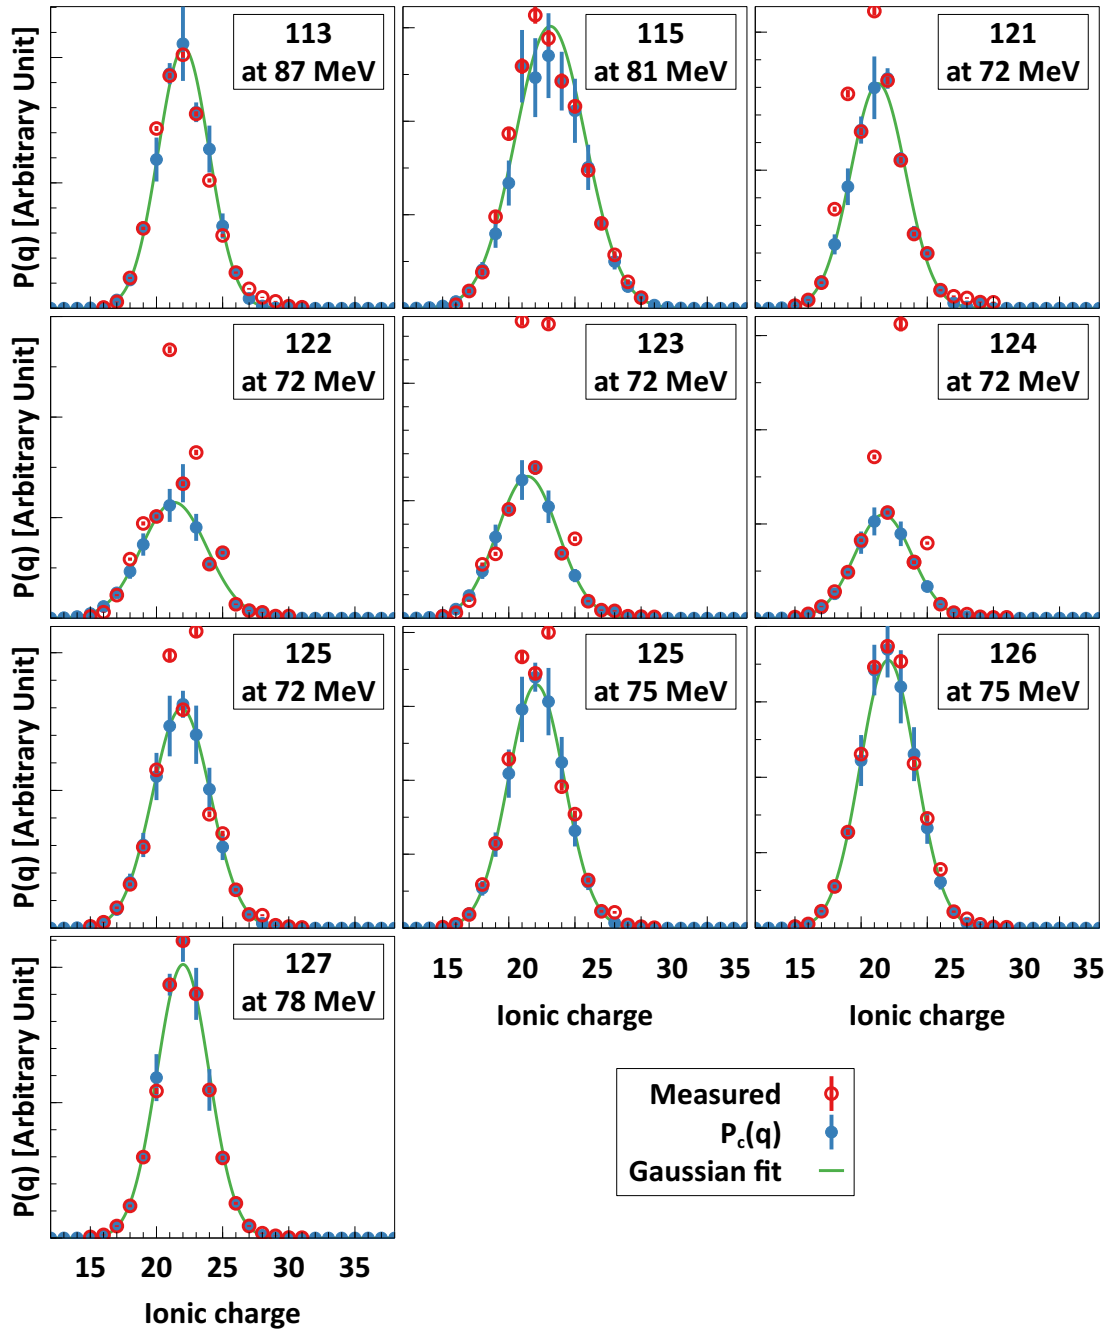 113
at 87 MeV
115
at 81 MeV
121
at 72 MeV
P(q) [Arbitrary Unit]
122
at 72 MeV
123
at 72 MeV
124
at 72 MeV
P(q) [Arbitrary Unit]
125
at 72 MeV
125
at 75 MeV
126
at 75 MeV
P(q) [Arbitrary Unit]
127
at 78 MeV
P(q) [Arbitrary Unit]
15 20 25 30 35
Ionic charge
15 20 25 30 35
Ionic charge
15 20 25 30 35
Ionic charge
Measured
Pc(q)
Gaussian fit